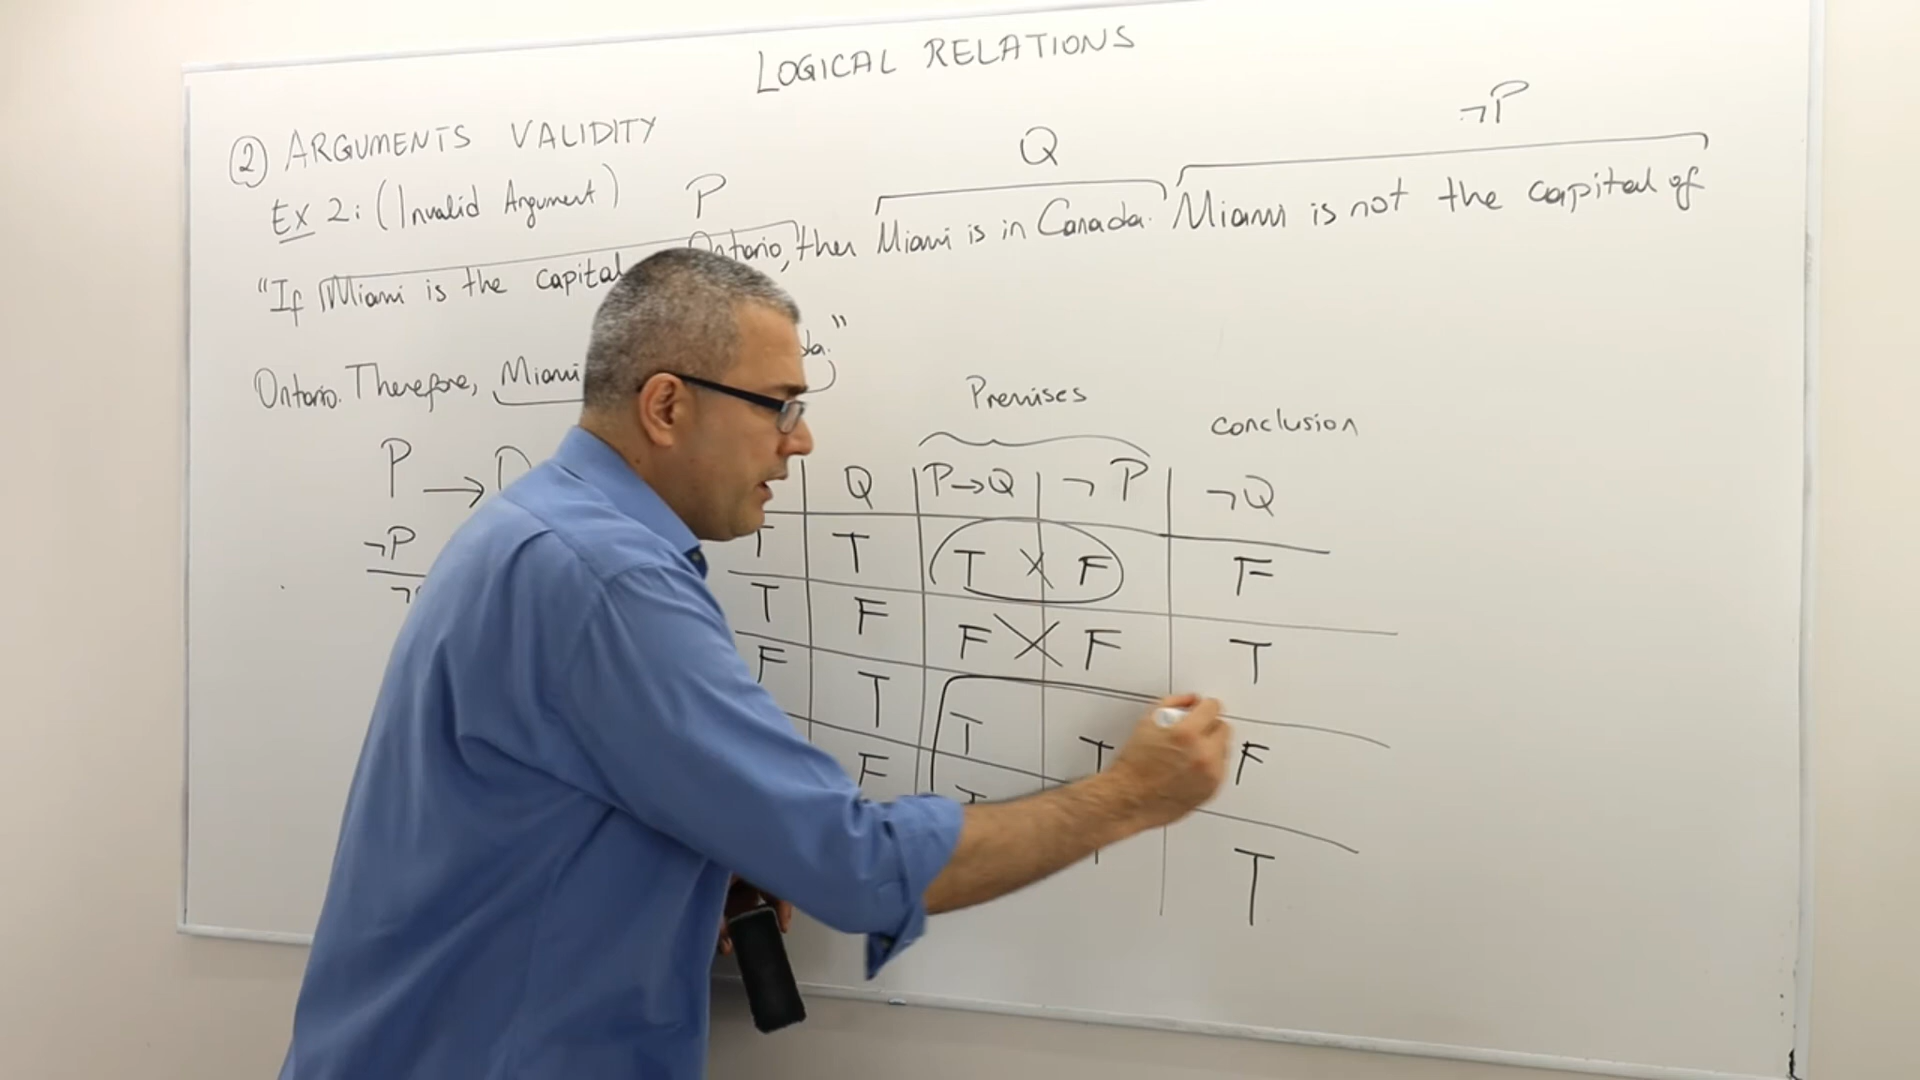 LOGICAL RELATIONS
② ARGUMENTS VALIDITY
Ex 2: (Invalid Argument)
P
Q
¬P
"If Miami is the capital Ontario, then Miami is in Canada. Miami is not the capital of
Ontario. Therefore, Miami da."
P →
¬P
¬
Premises
conclusion
Q P→Q ¬P ¬Q
T T T F F
T F F F T
F T T T F
F T